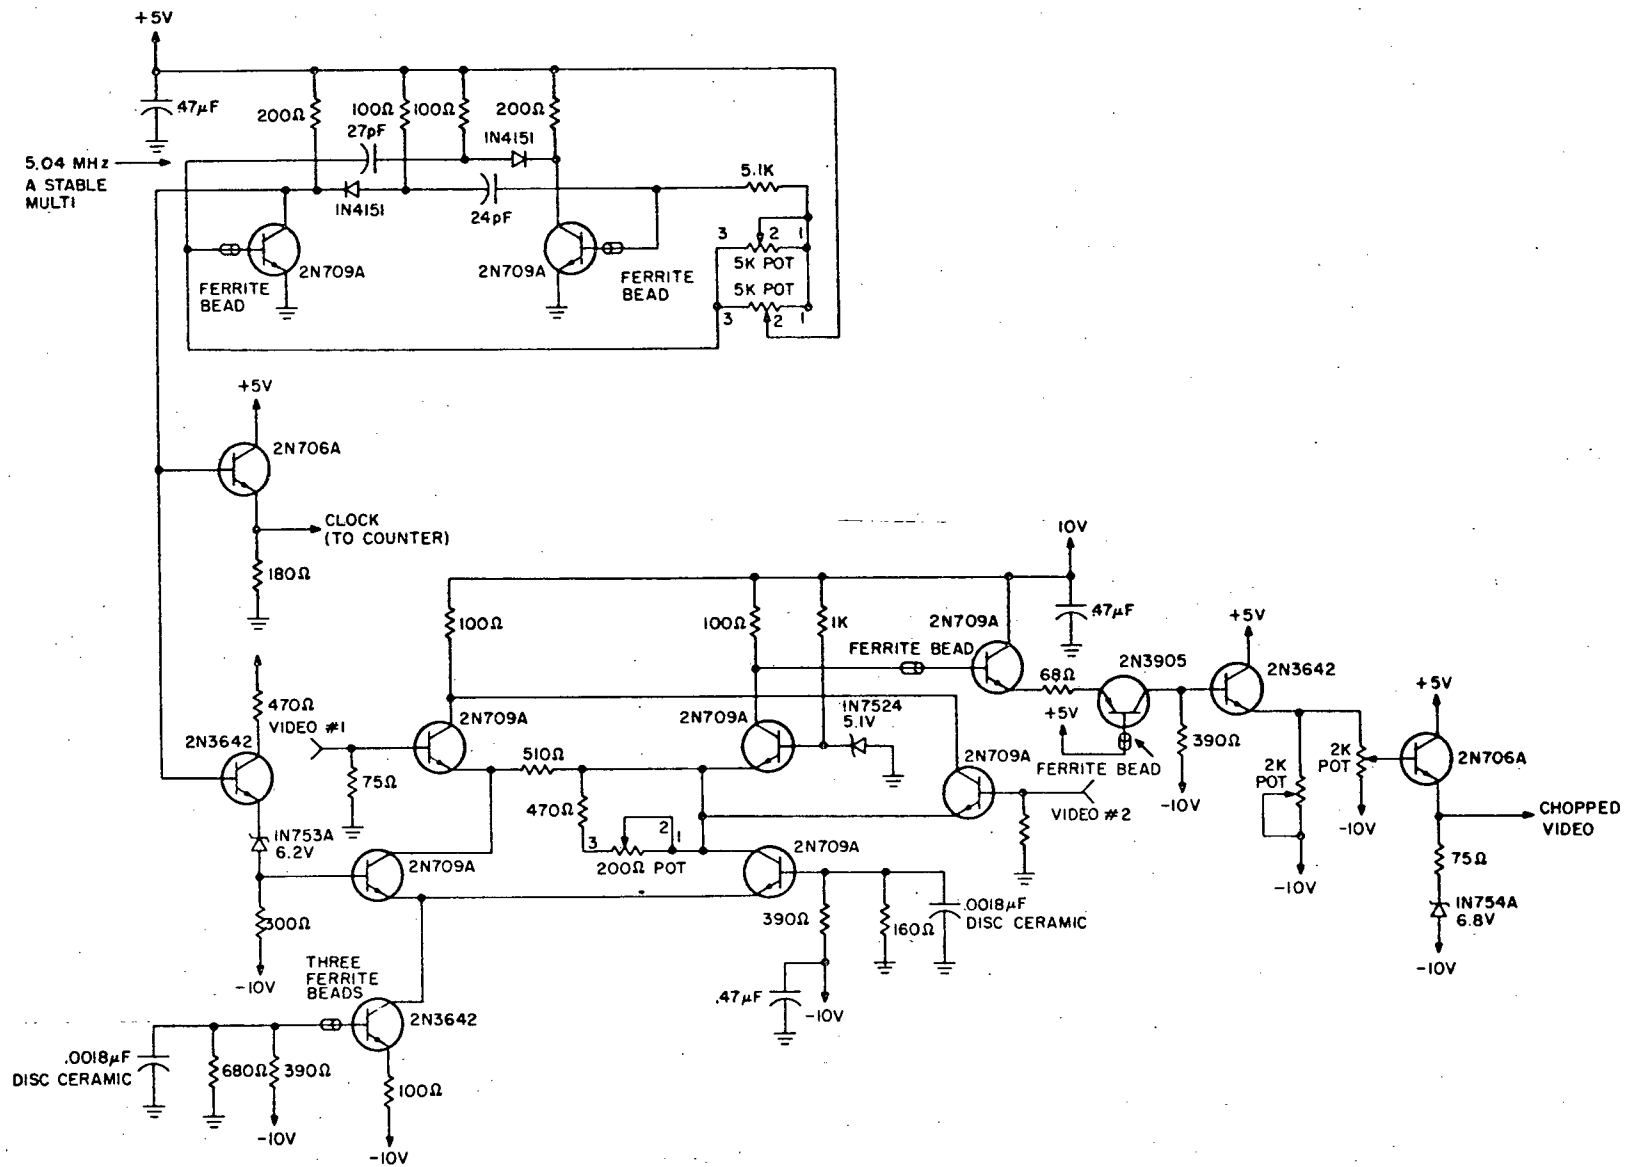 +5V
.47µF
200Ω
100Ω
100Ω
200Ω
27pF
1N4151
5.04 MHz
A STABLE
MULTI
1N4151
24pF
5.1K
3
2
1
5K POT
5K POT
3
2
1
2N709A
2N709A
FERRITE
BEAD
FERRITE
BEAD
+5V
2N706A
CLOCK
(TO COUNTER)
180Ω
10V
.47µF
100Ω
100Ω
1K
2N709A
FERRITE BEAD
68Ω
2N3905
+5V
2N3642
470Ω
VIDEO #1
2N3642
2N709A
2N709A
1N7524
5.1V
+5V
390Ω
FERRITE BEAD
-10V
+5V
2N706A
2K
POT
2K
POT
-10V
-10V
75Ω
510Ω
2N709A
VIDEO #2
CHOPPED
VIDEO
1N753A
6.2V
470Ω
3
2
1
200Ω POT
2N709A
2N709A
75Ω
1N754A
6.8V
-10V
300Ω
-10V
390Ω
160Ω
.0018µF
DISC CERAMIC
.47µF
-10V
THREE
FERRITE
BEADS
2N3642
.0018µF
DISC CERAMIC
680Ω
390Ω
-10V
100Ω
-10V